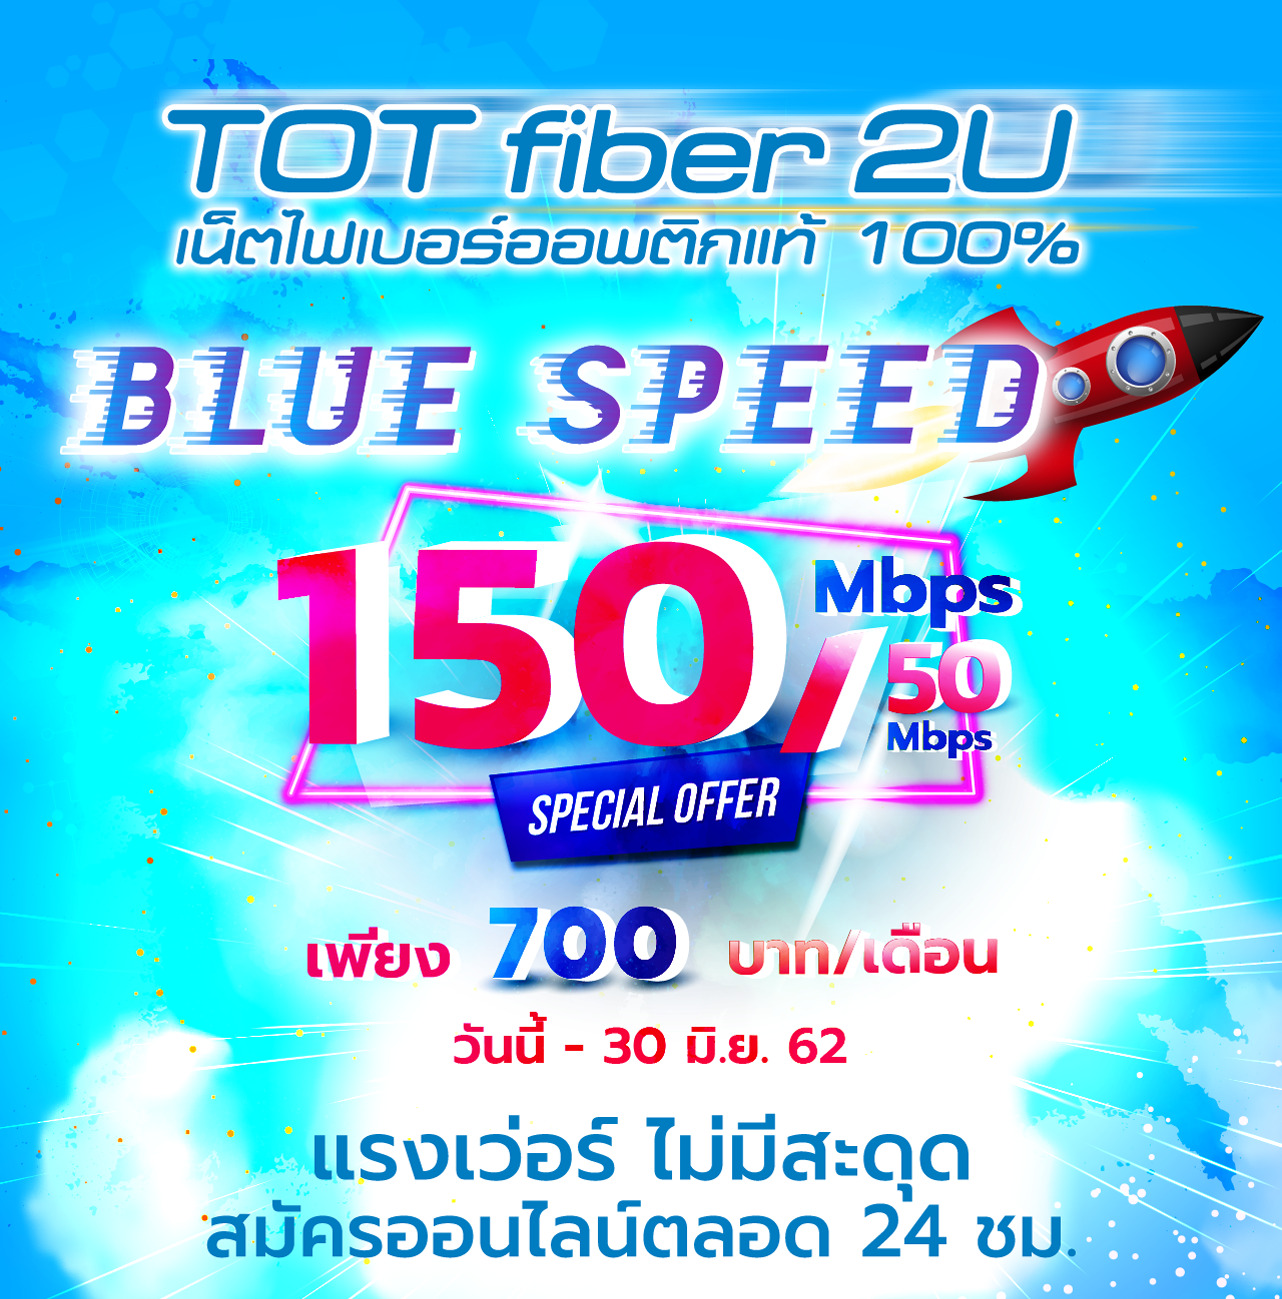 TOT fiber 2U
เน็ตไฟเบอร์ออพติกแท้ 100%
BLUE SPEED
150 Mbps
/ 50
Mbps
SPECIAL OFFER
เพียง 700 บาท/เดือน
วันนี้ - 30 มิ.ย. 62
แรงเว่อร์ ไม่มีสะดุด
สมัครออนไลน์ตลอด 24 ชม.